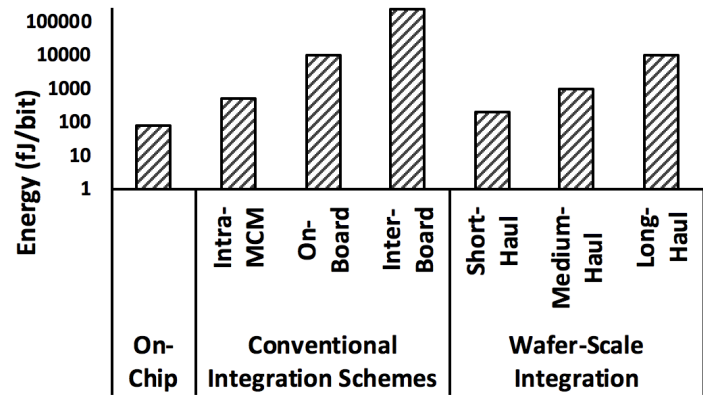 Energy (fJ/bit)
100000
10000
1000
100
10
1
Intra-
MCM
On-
Board
Inter-
Board
Short-
Haul
Medium-
Haul
Long-
Haul
On-
Chip
Conventional
Integration Schemes
Wafer-Scale
Integration